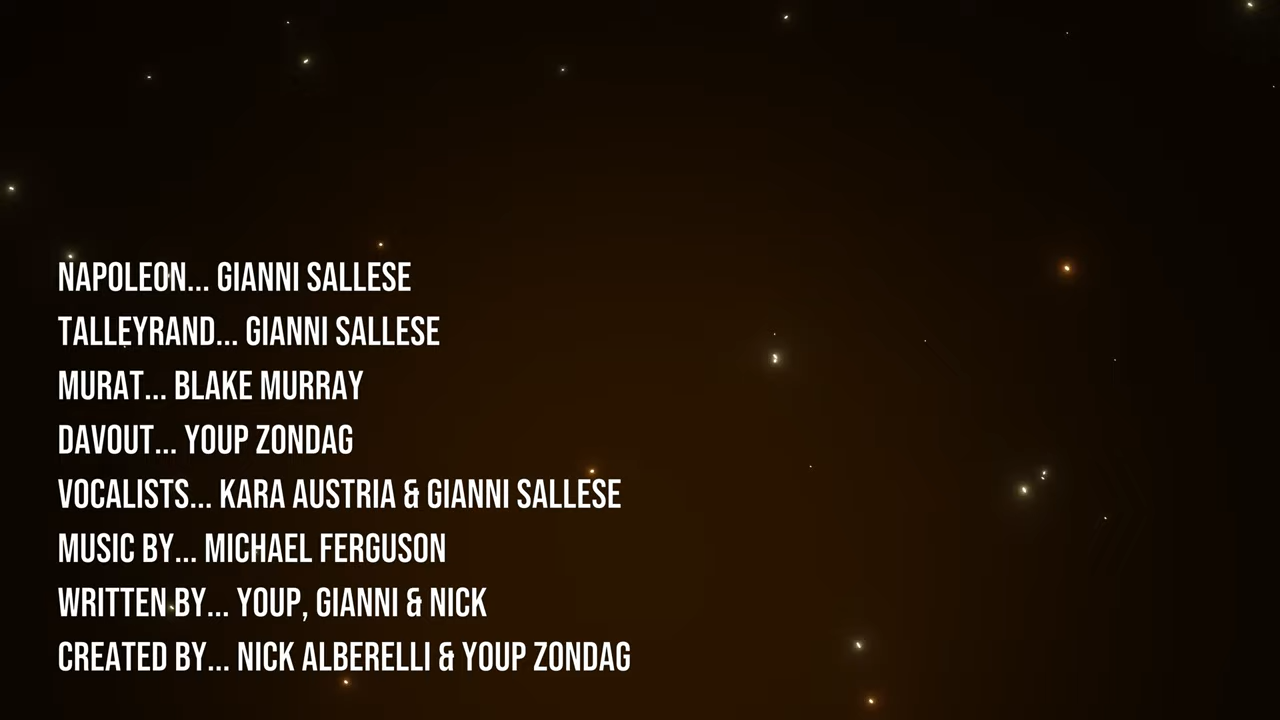 NAPOLEON... GIANNI SALLESE
TALLEYRAND... GIANNI SALLESE
MURAT... BLAKE MURRAY
DAVOUT... YOUP ZONDAG
VOCALISTS... KARA AUSTRIA & GIANNI SALLESE
MUSIC BY... MICHAEL FERGUSON
WRITTEN BY... YOUP, GIANNI & NICK
CREATED BY... NICK ALBERELLI & YOUP ZONDAG